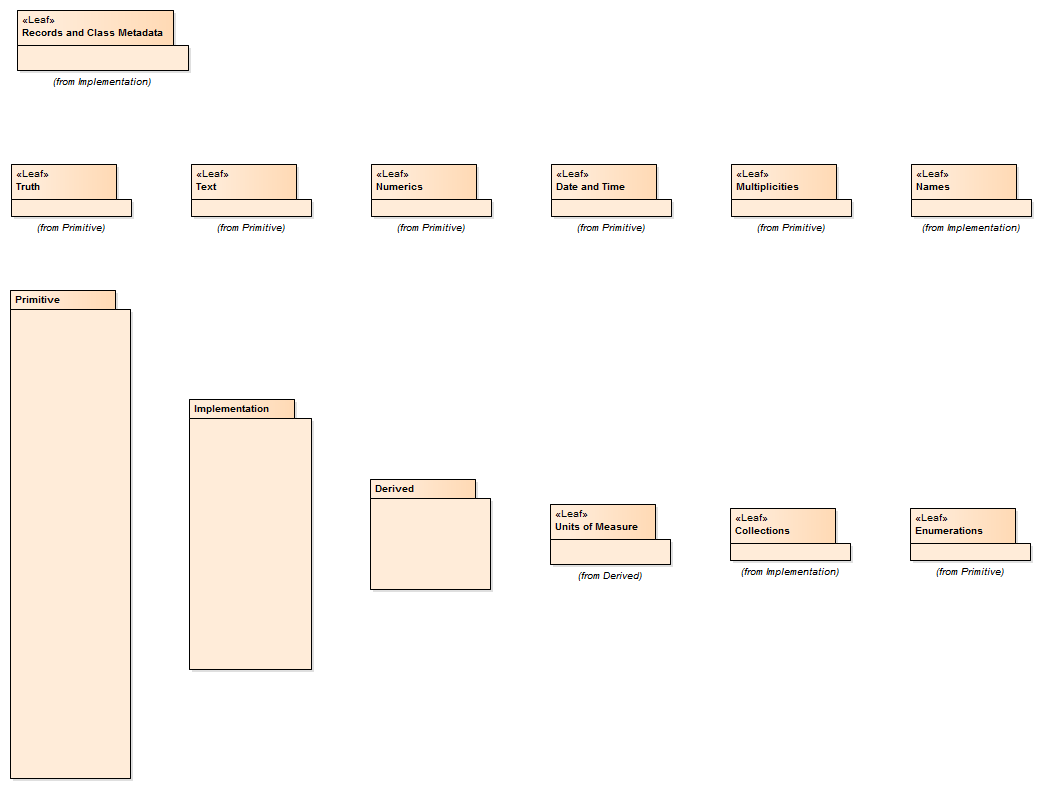 «Leaf»
Records and Class Metadata
(from Implementation)
«Leaf»
Truth
(from Primitive)
«Leaf»
Text
(from Primitive)
«Leaf»
Numerics
(from Primitive)
«Leaf»
Date and Time
(from Primitive)
«Leaf»
Multiplicities
(from Primitive)
«Leaf»
Names
(from Implementation)
Primitive
Implementation
Derived
«Leaf»
Units of Measure
(from Derived)
«Leaf»
Collections
(from Implementation)
«Leaf»
Enumerations
(from Primitive)